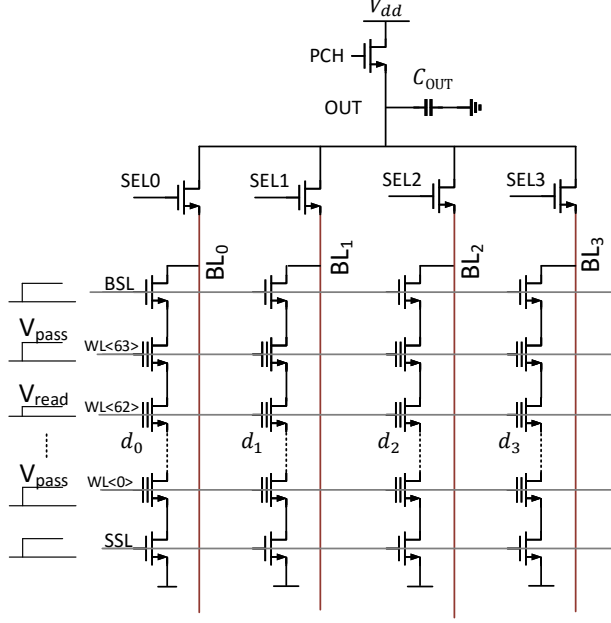 V_dd
PCH
C_OUT
OUT
SEL0 SEL1 SEL2 SEL3
BL_0 BL_1 BL_2 BL_3
BSL
V_pass
WL<63>
V_read
WL<62>
d_0 d_1 d_2 d_3
V_pass
WL<0>
SSL